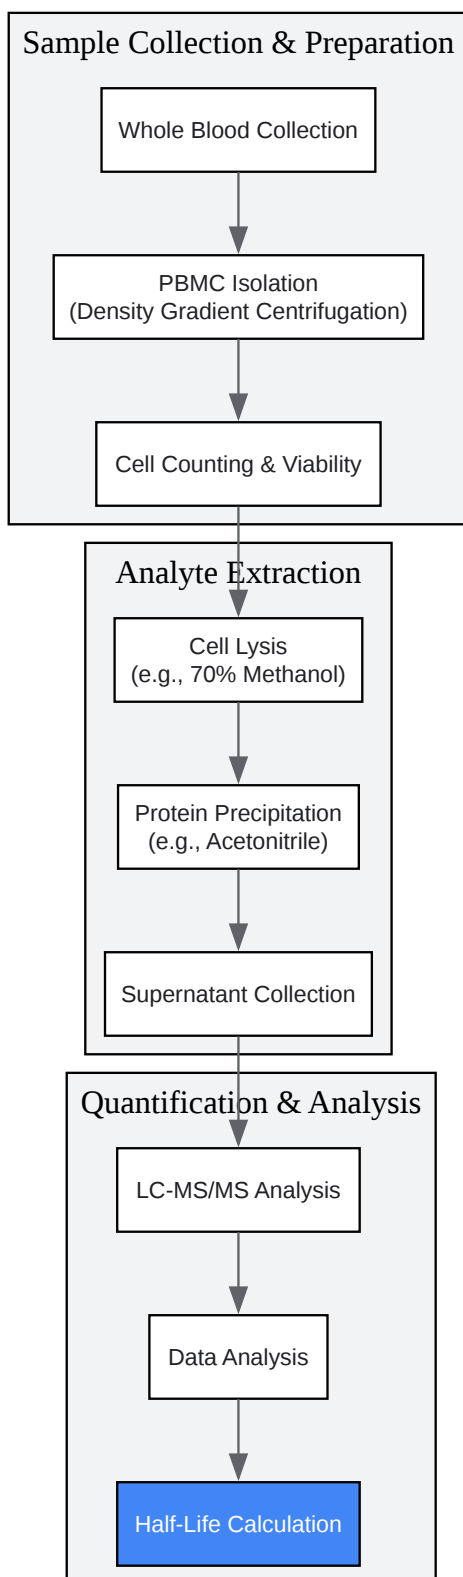 Sample Collection & Preparation
Whole Blood Collection
PBMC Isolation
(Density Gradient Centrifugation)
Cell Counting & Viability
Analyte Extraction
Cell Lysis
(e.g., 70% Methanol)
Protein Precipitation
(e.g., Acetonitrile)
Supernatant Collection
Quantification & Analysis
LC-MS/MS Analysis
Data Analysis
Half-Life Calculation